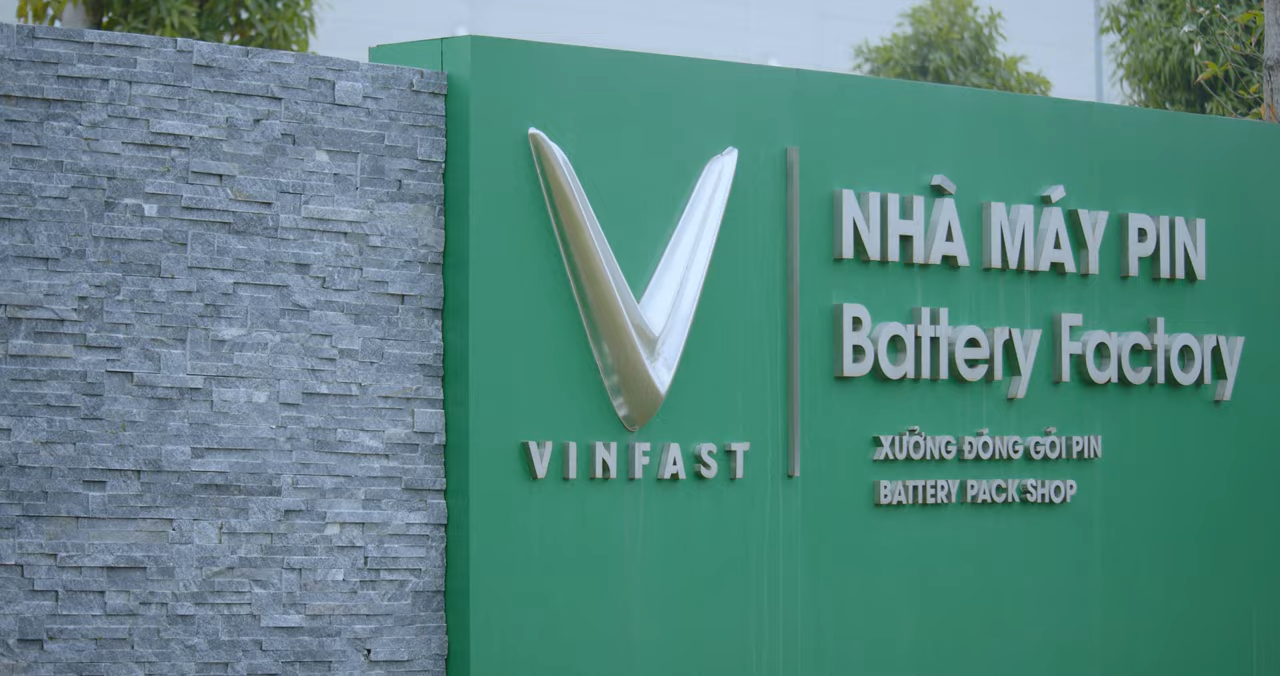 VINFAST
NHÀ MÁY PIN
Battery Factory
XƯỞNG ĐÓNG GÓI PIN
BATTERY PACK SHOP